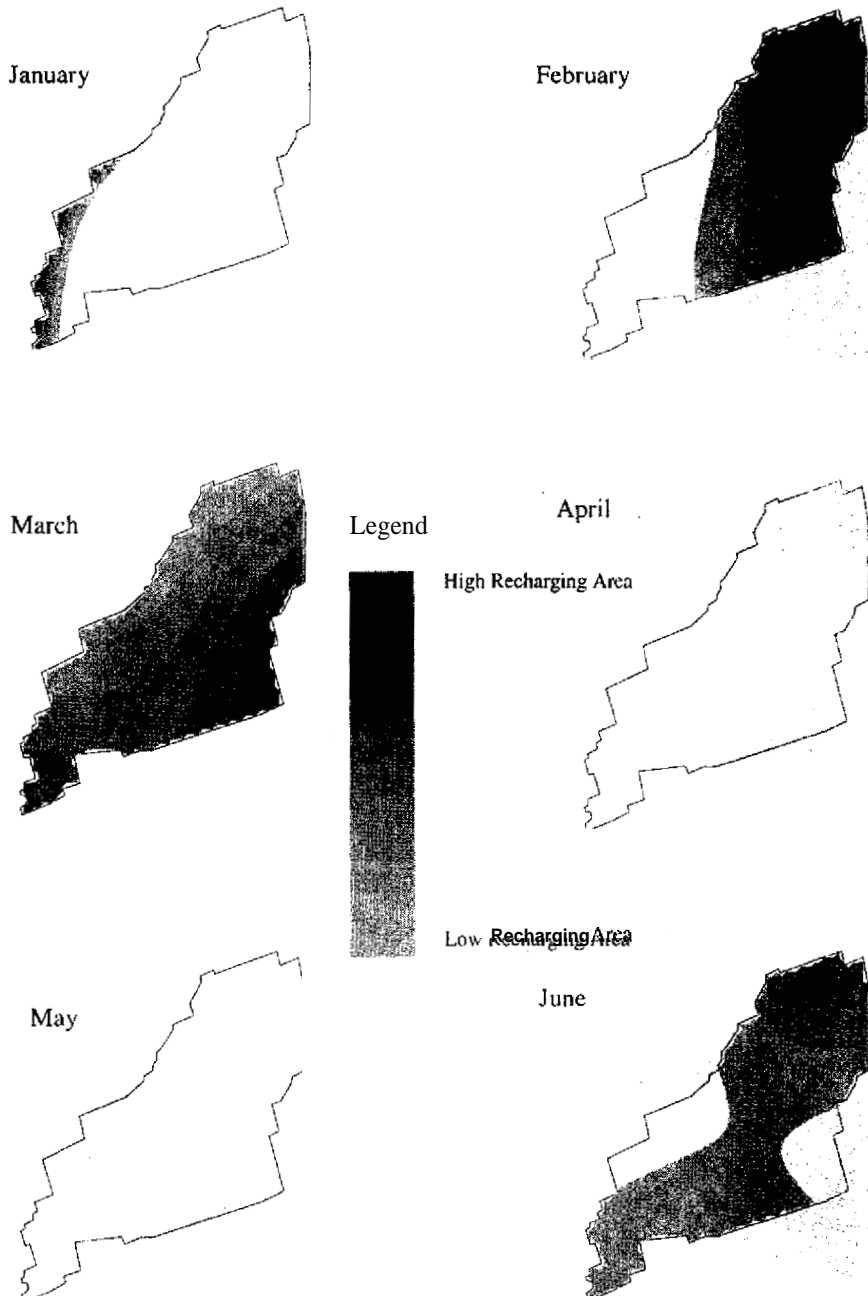 January
February
March
Legend
April
High Recharging Area
Low Recharging Area
May
June